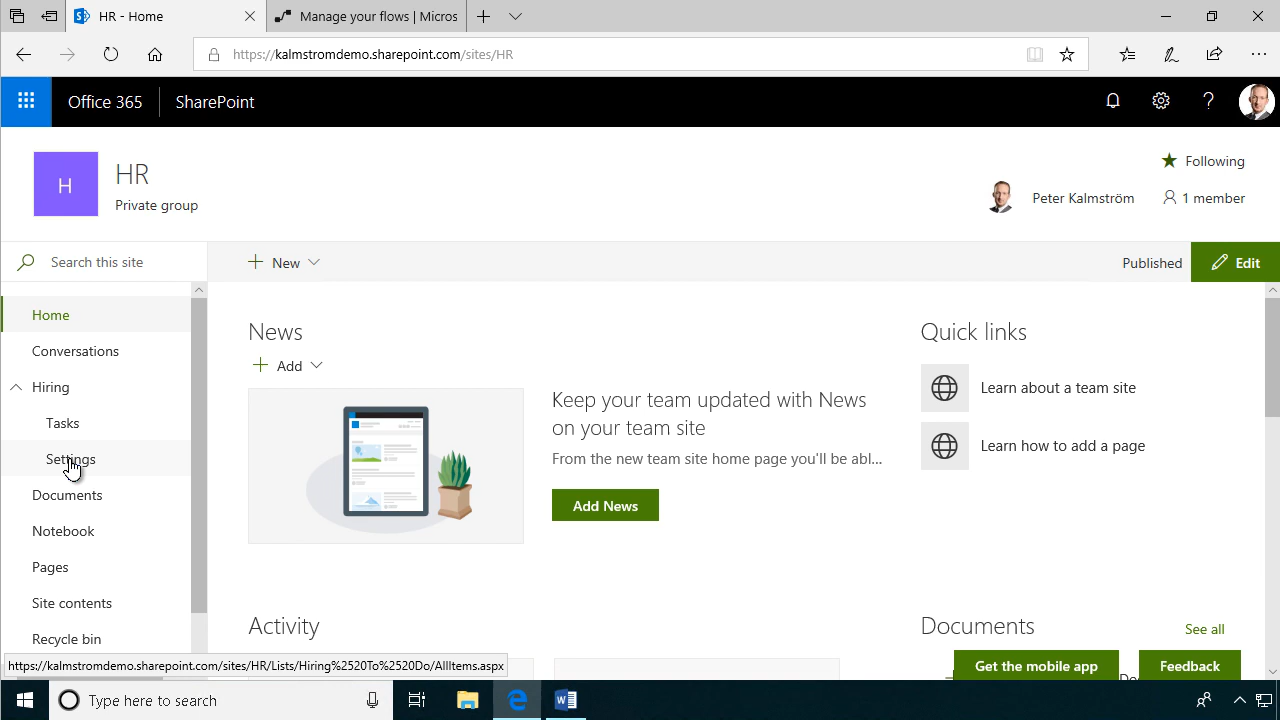 HR - Home
Manage your flows | Micros
https://kalmstromdemo.sharepoint.com/sites/HR
Office 365
SharePoint
?
H
HR
Private group
Following
Peter Kalmström
1 member
Search this site
New
Published
Edit
Home
Conversations
Hiring
Tasks
Settings
Documents
Notebook
Pages
Site contents
Recycle bin
News
Add
Keep your team updated with News
on your team site
From the new team site home page you'll be abl...
Add News
Quick links
Learn about a team site
Learn how to add a page
Activity
Documents
See all
https://kalmstromdemo.sharepoint.com/sites/HR/Lists/Hiring%2520To%2520Do/AllItems.aspx
Get the mobile app
Feedback
Type here to search